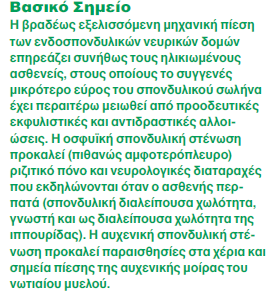 Βασικό Σημείο
Η βραδέως εξελισσόμενη μηχανική πίεση
των ενδοσπονδυλικών νευρικών δομών
επηρεάζει συνήθως τους ηλικιωμένους
ασθενείς, στους οποίους το συγγενές
μικρότερο εύρος του σπονδυλικού σωλήνα
έχει περαιτέρω μειωθεί από προοδευτικές
εκφυλιστικές και αντιδραστικές αλλοι-
ώσεις. Η οσφυϊκή σπονδυλική στένωση
προκαλεί (πιθανώς αμφοτερόπλευρο)
ριζιτικό πόνο και νευρολογικές διαταραχές
που εκδηλώνονται όταν ο ασθενής περ-
πατά (σπονδυλική διαλείπουσα χωλότητα,
γνωστή και ως διαλείπουσα χωλότητα της
ιππουρίδας). Η αυχενική σπονδυλική στέ-
νωση προκαλεί παραισθησίες στα χέρια και
σημεία πίεσης της αυχενικής μοίρας του
νωτιαίου μυελού.